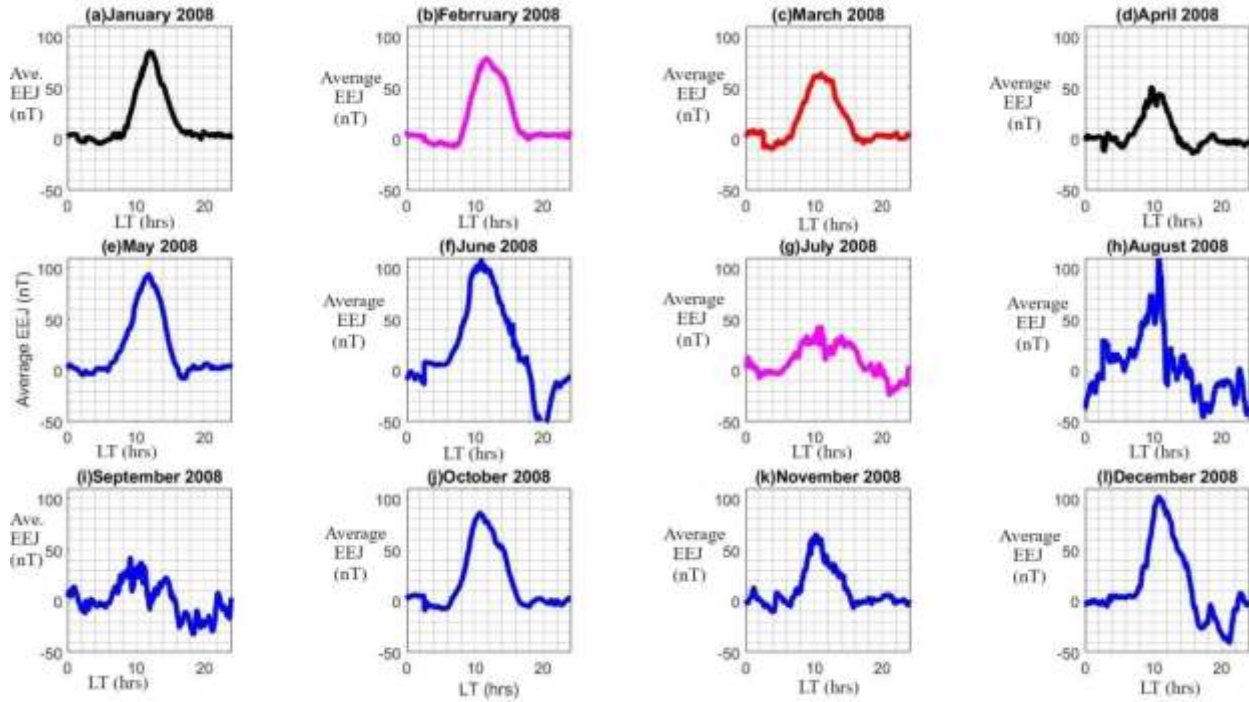 (a)January 2008
100
Ave.
EEJ
(nT)
50
0
-50
0 10 20
LT (hrs)
(b)Febrruary 2008
100
Average
EEJ
(nT)
50
0
-50
0 10 20
LT (hrs)
(c)March 2008
100
Average
EEJ
(nT)
50
0
-50
0 10 20
LT (hrs)
(d)April 2008
100
Average
EEJ
(nT)
50
0
-50
0 10 20
LT (hrs)
(e)May 2008
Average EEJ (nT)
100
50
0
-50
0 10 20
LT (hrs)
(f)June 2008
100
Average
EEJ
(nT)
50
0
-50
0 10 20
LT (hrs)
(g)July 2008
100
Average
EEJ
(nT)
50
0
-50
0 10 20
LT (hrs)
(h)August 2008
100
Average
EEJ
(nT)
50
0
-50
0 10 20
LT (hrs)
(i)September 2008
100
Ave.
EEJ
(nT)
50
0
-50
0 10 20
LT (hrs)
(j)October 2008
100
Average
EEJ
(nT)
50
0
-50
0 10 20
LT (hrs)
(k)November 2008
100
Average
EEJ
(nT)
50
0
-50
0 10 20
LT (hrs)
(l)December 2008
100
Average
EEJ
(nT)
50
0
-50
0 10 20
LT (hrs)